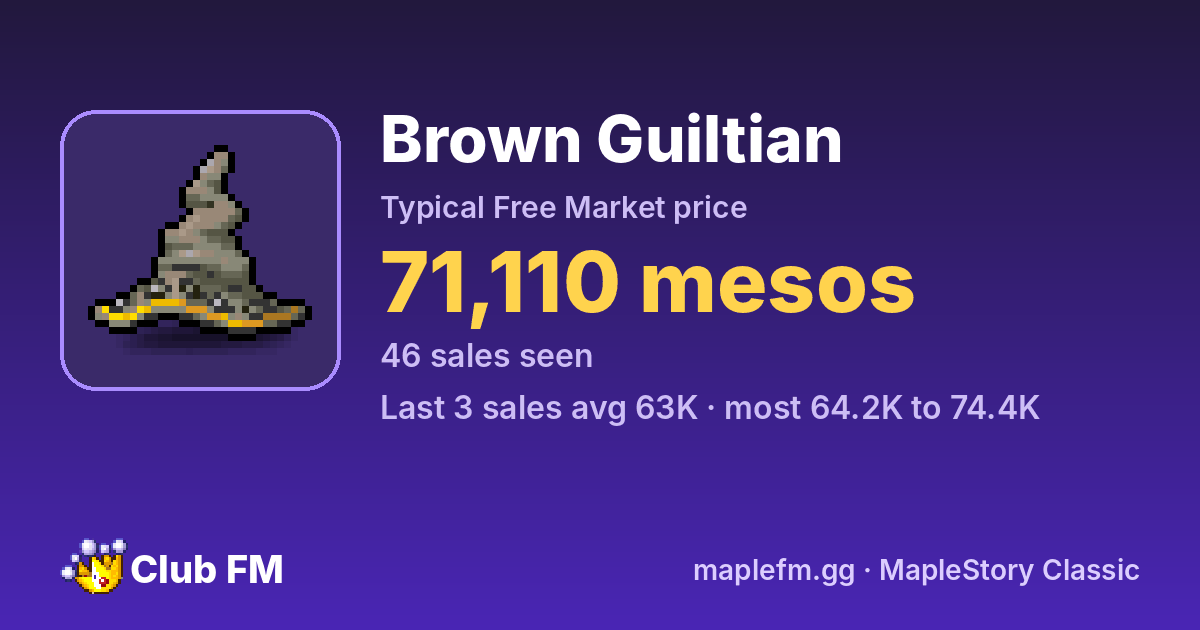 Brown Guiltian
Typical Free Market price
71,110 mesos
46 sales seen
Last 3 sales avg 63K · most 64.2K to 74.4K
Club FM
maplefm.gg · MapleStory Classic